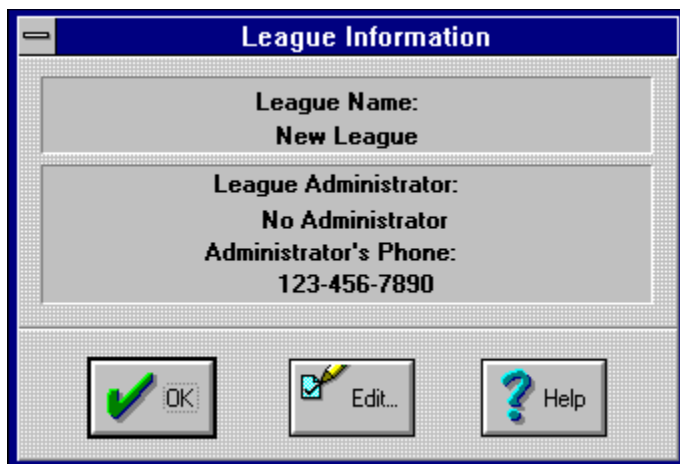 League Information
League Name:
New League
League Administrator:
No Administrator
Administrator's Phone:
123-456-7890
OK
Edit...
Help